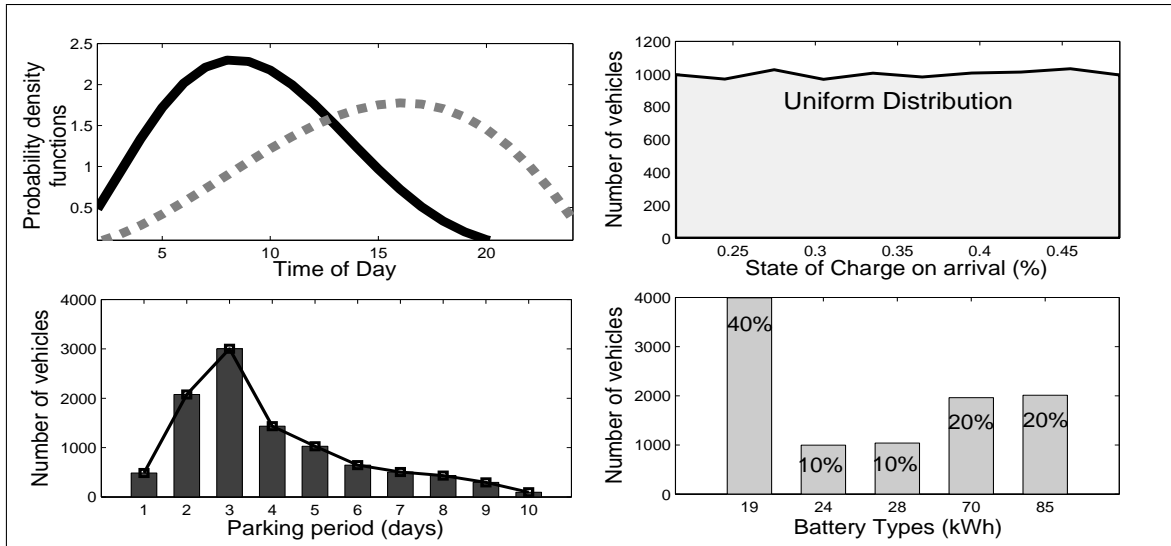 Probability density
functions
2.5
2
1.5
1
0.5
5 10 15 20
Time of Day
Number of vehicles
1200
1000
800
600
400
200
0
Uniform Distribution
0.25 0.3 0.35 0.4 0.45
State of Charge on arrival (%)
Number of vehicles
4000
3000
2000
1000
0
1 2 3 4 5 6 7 8 9 10
Parking period (days)
Number of vehicles
4000
3000
2000
1000
0
40%
10%
10%
20%
20%
19 24 28 70 85
Battery Types (kWh)